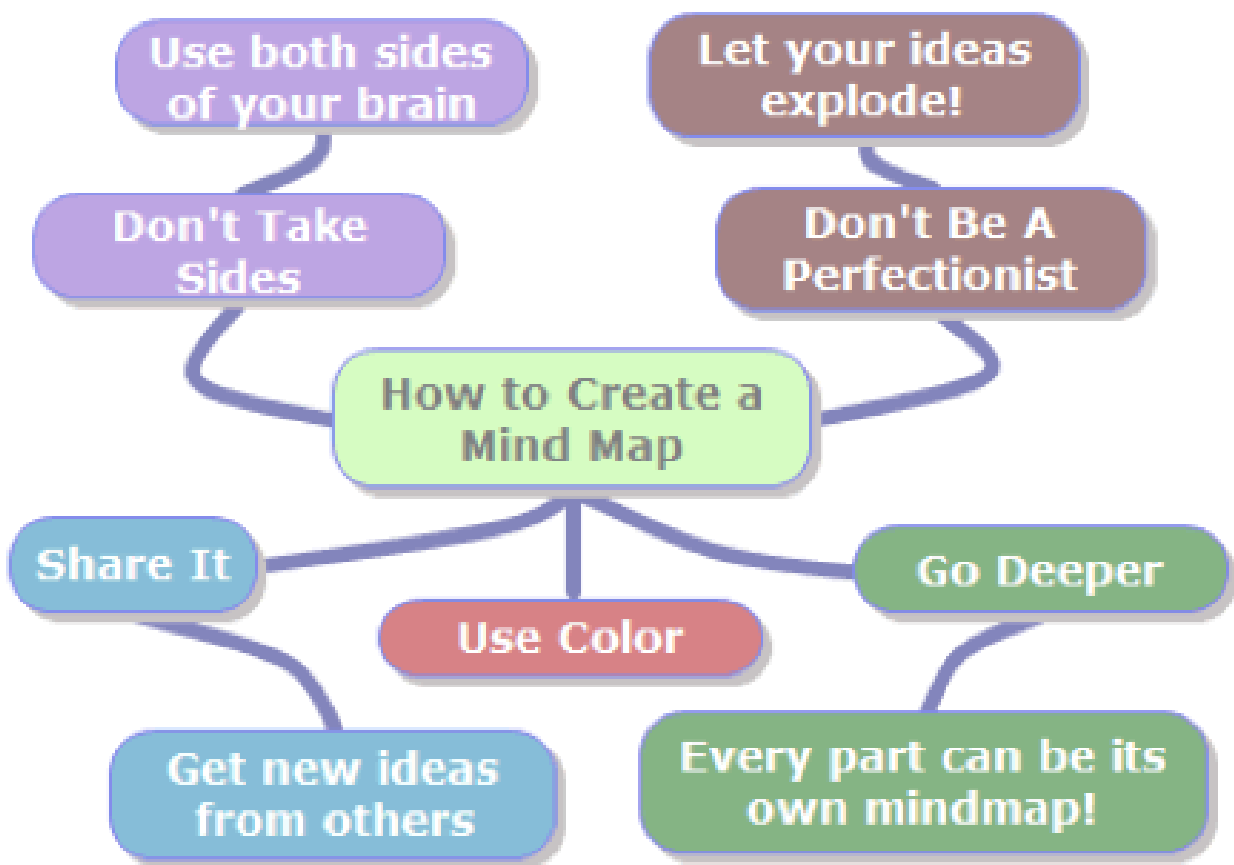 Use both sides
of your brain
Let your ideas
explode!
Don't Take
Sides
Don't Be A
Perfectionist
How to Create a
Mind Map
Share It
Use Color
Go Deeper
Get new ideas
from others
Every part can be its
own mindmap!